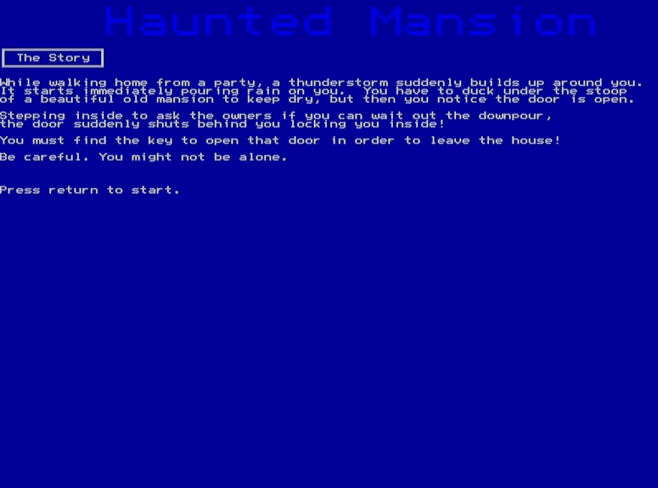 Haunted Mansion
The Story
While walking home from a party, a thunderstorm suddenly builds up around you.
It starts immediately pouring rain on you.  You have to duck under the stoop
of a beautiful old mansion to keep dry, but then you notice the door is open.
Stepping inside to ask the owners if you can wait out the downpour,
the door suddenly shuts behind you locking you inside!
You must find the key to open that door in order to leave the house!
Be careful. You might not be alone.
Press return to start.